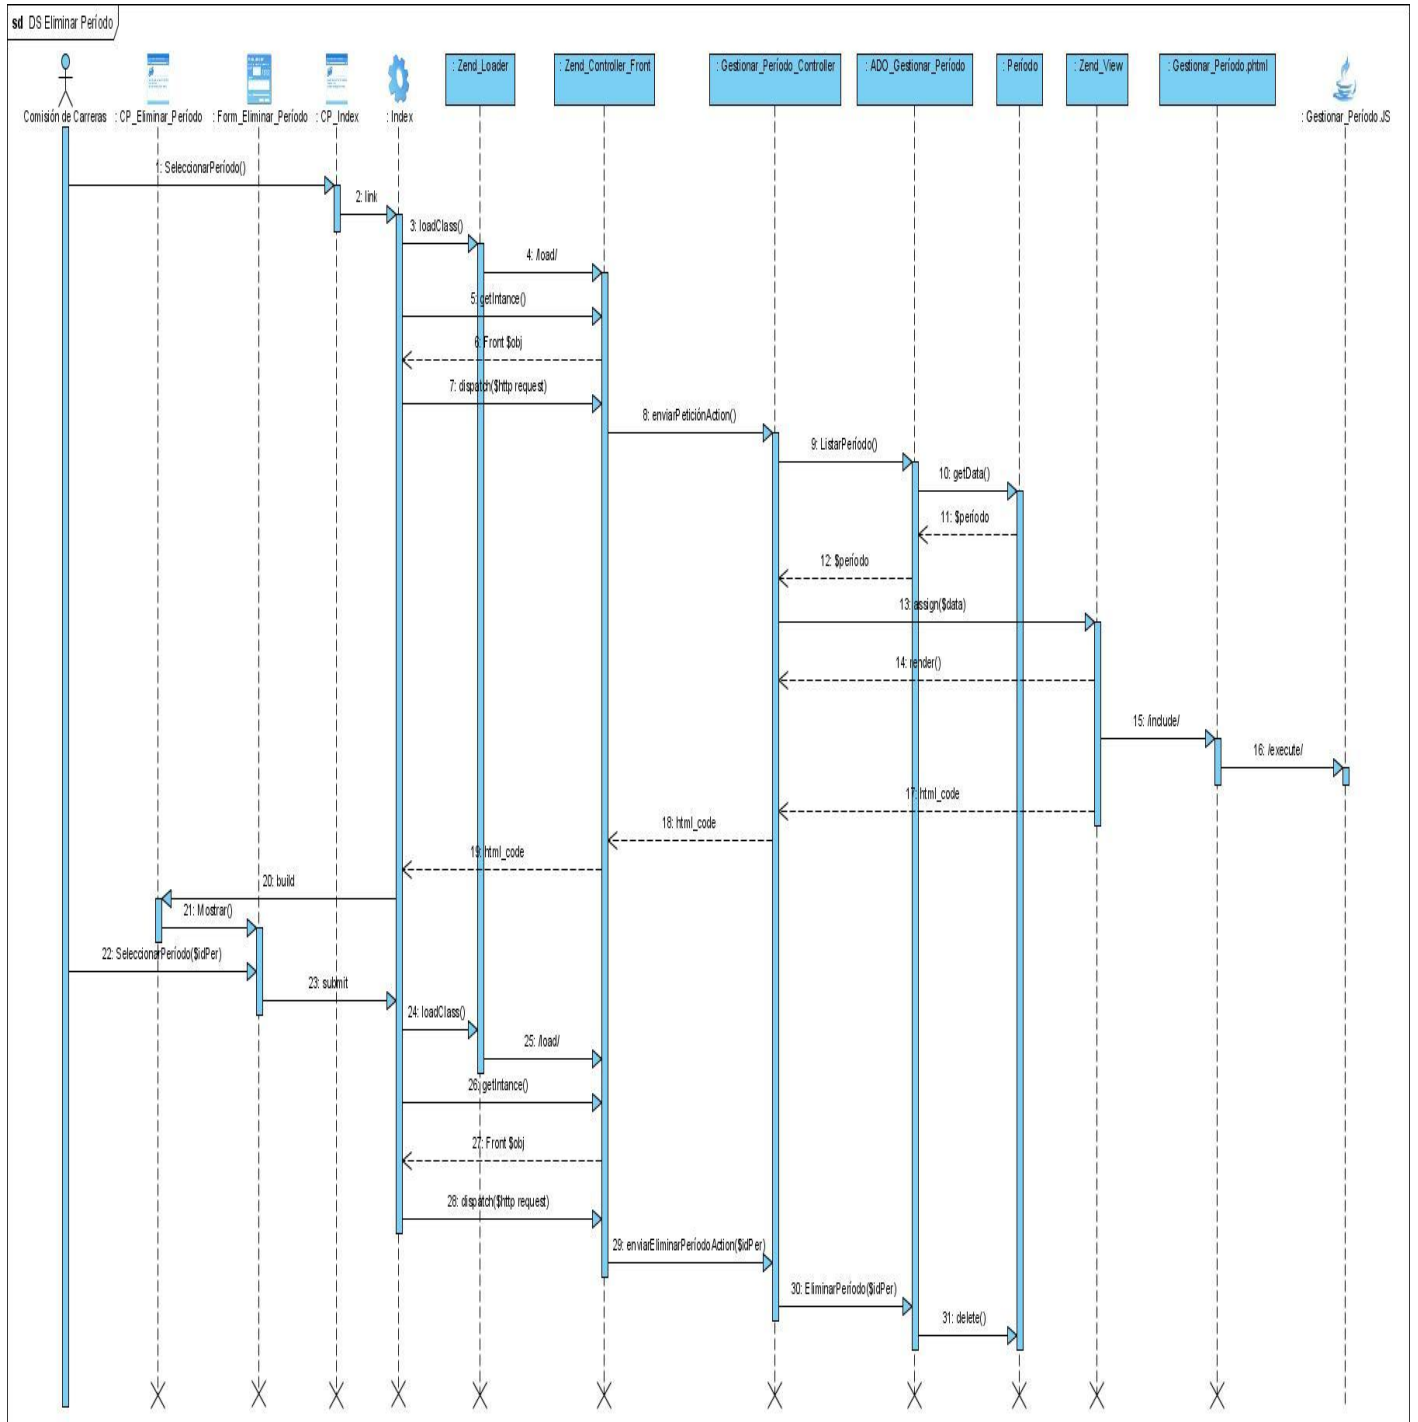 sd DS Eliminar Período
: Zend_Loader
: Zend_Controller_Front
: Gestionar_Período_Controller
: ADO_Gestionar_Período
: Período
: Zend_View
: Gestionar_Período.phtml
Comisión de Carreras
: CP_Eliminar_Período
: Form_Eliminar_Período
: CP_Index
: Index
: Gestionar_Período.JS
1: SeleccionarPeríodo()
2: link
3: loadClass()
4: /load/
5: getIntance()
6: Front $obj
7: dispatch($http request)
8: enviarPeticiónAction()
9: ListarPeríodo()
10: getData()
11: $período
12: $período
13: assign($data)
14: render()
15: /include/
16: /execute/
17: html_code
18: html_code
19: html_code
20: build
21: Mostrar()
22: SeleccionarPeríodo($idPer)
23: submit
24: loadClass()
25: /load/
26: getIntance()
27: Front $obj
28: dispatch($http request)
29: enviarEliminarPeríodoAction($idPer)
30: EliminarPeríodo($idPer)
31: delete()